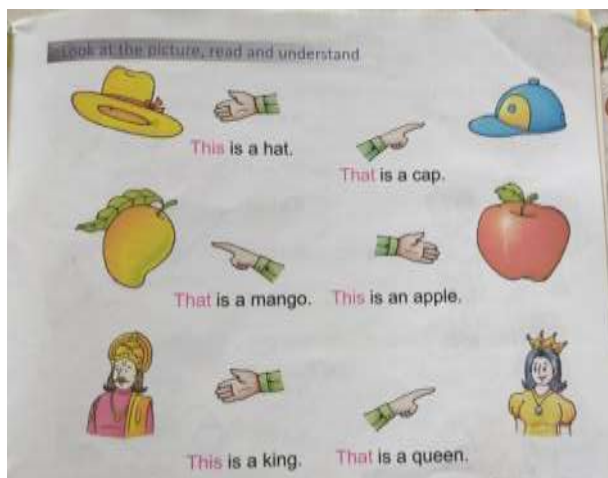 Look at the picture, read and understand
This is a hat.
That is a cap.
That is a mango. This is an apple.
This is a king. That is a queen.